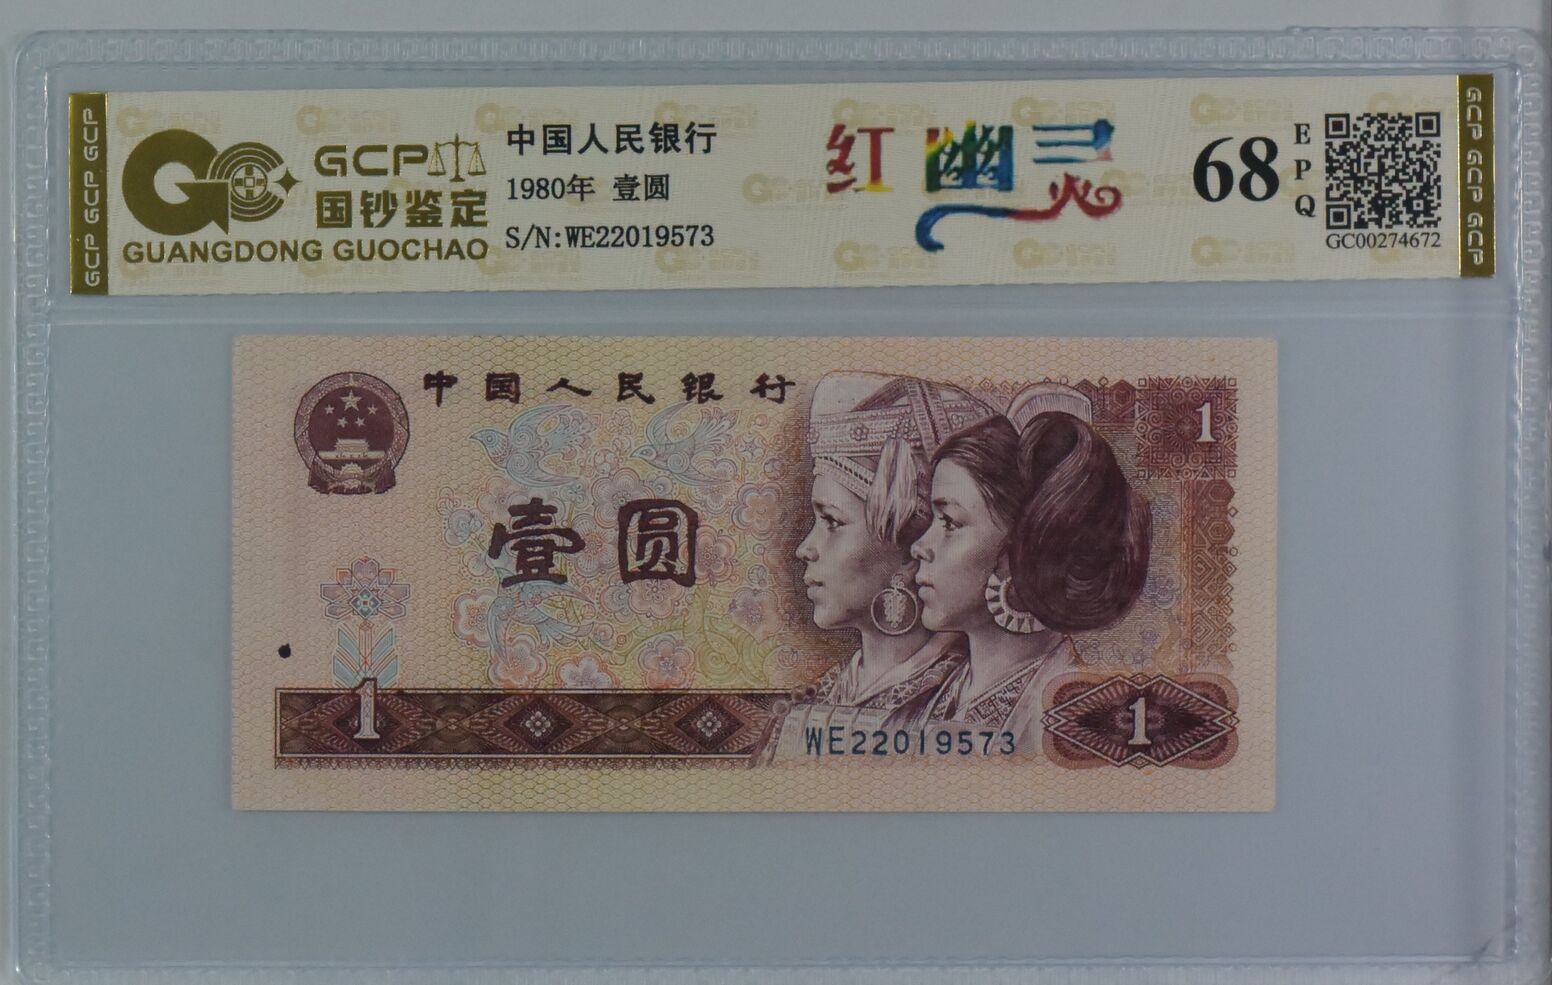 GCP GCP GCP
GCP
国钞鉴定
GUANGDONG GUOCHAO
中国人民银行
1980年 壹圆
S/N:WE22019573
红幽灵
68
EPQ
GC00274672
GCP GCP GCP
中国人民银行
1
壹圆
1
WE22019573
1